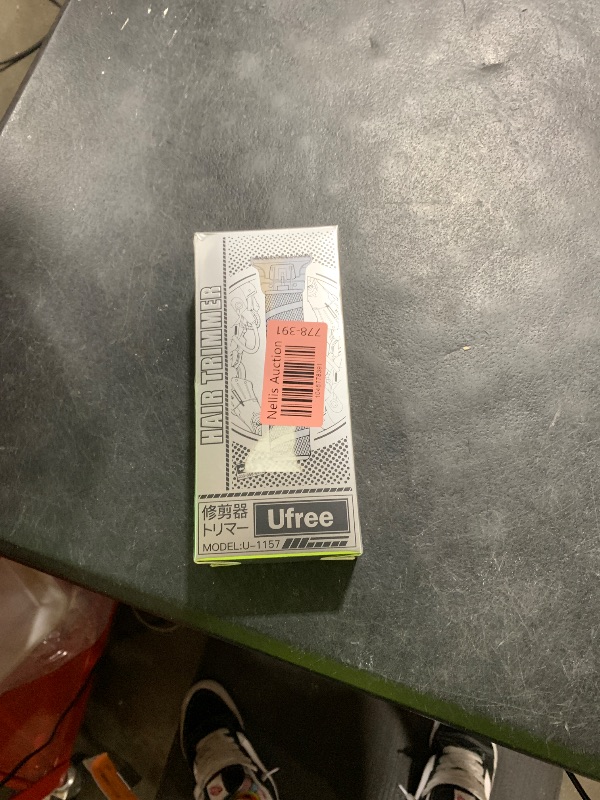 HAIR TRIMMER
778-391
Nellis Auction
修剪器
トリマー
Ufree
MODEL:U-1157